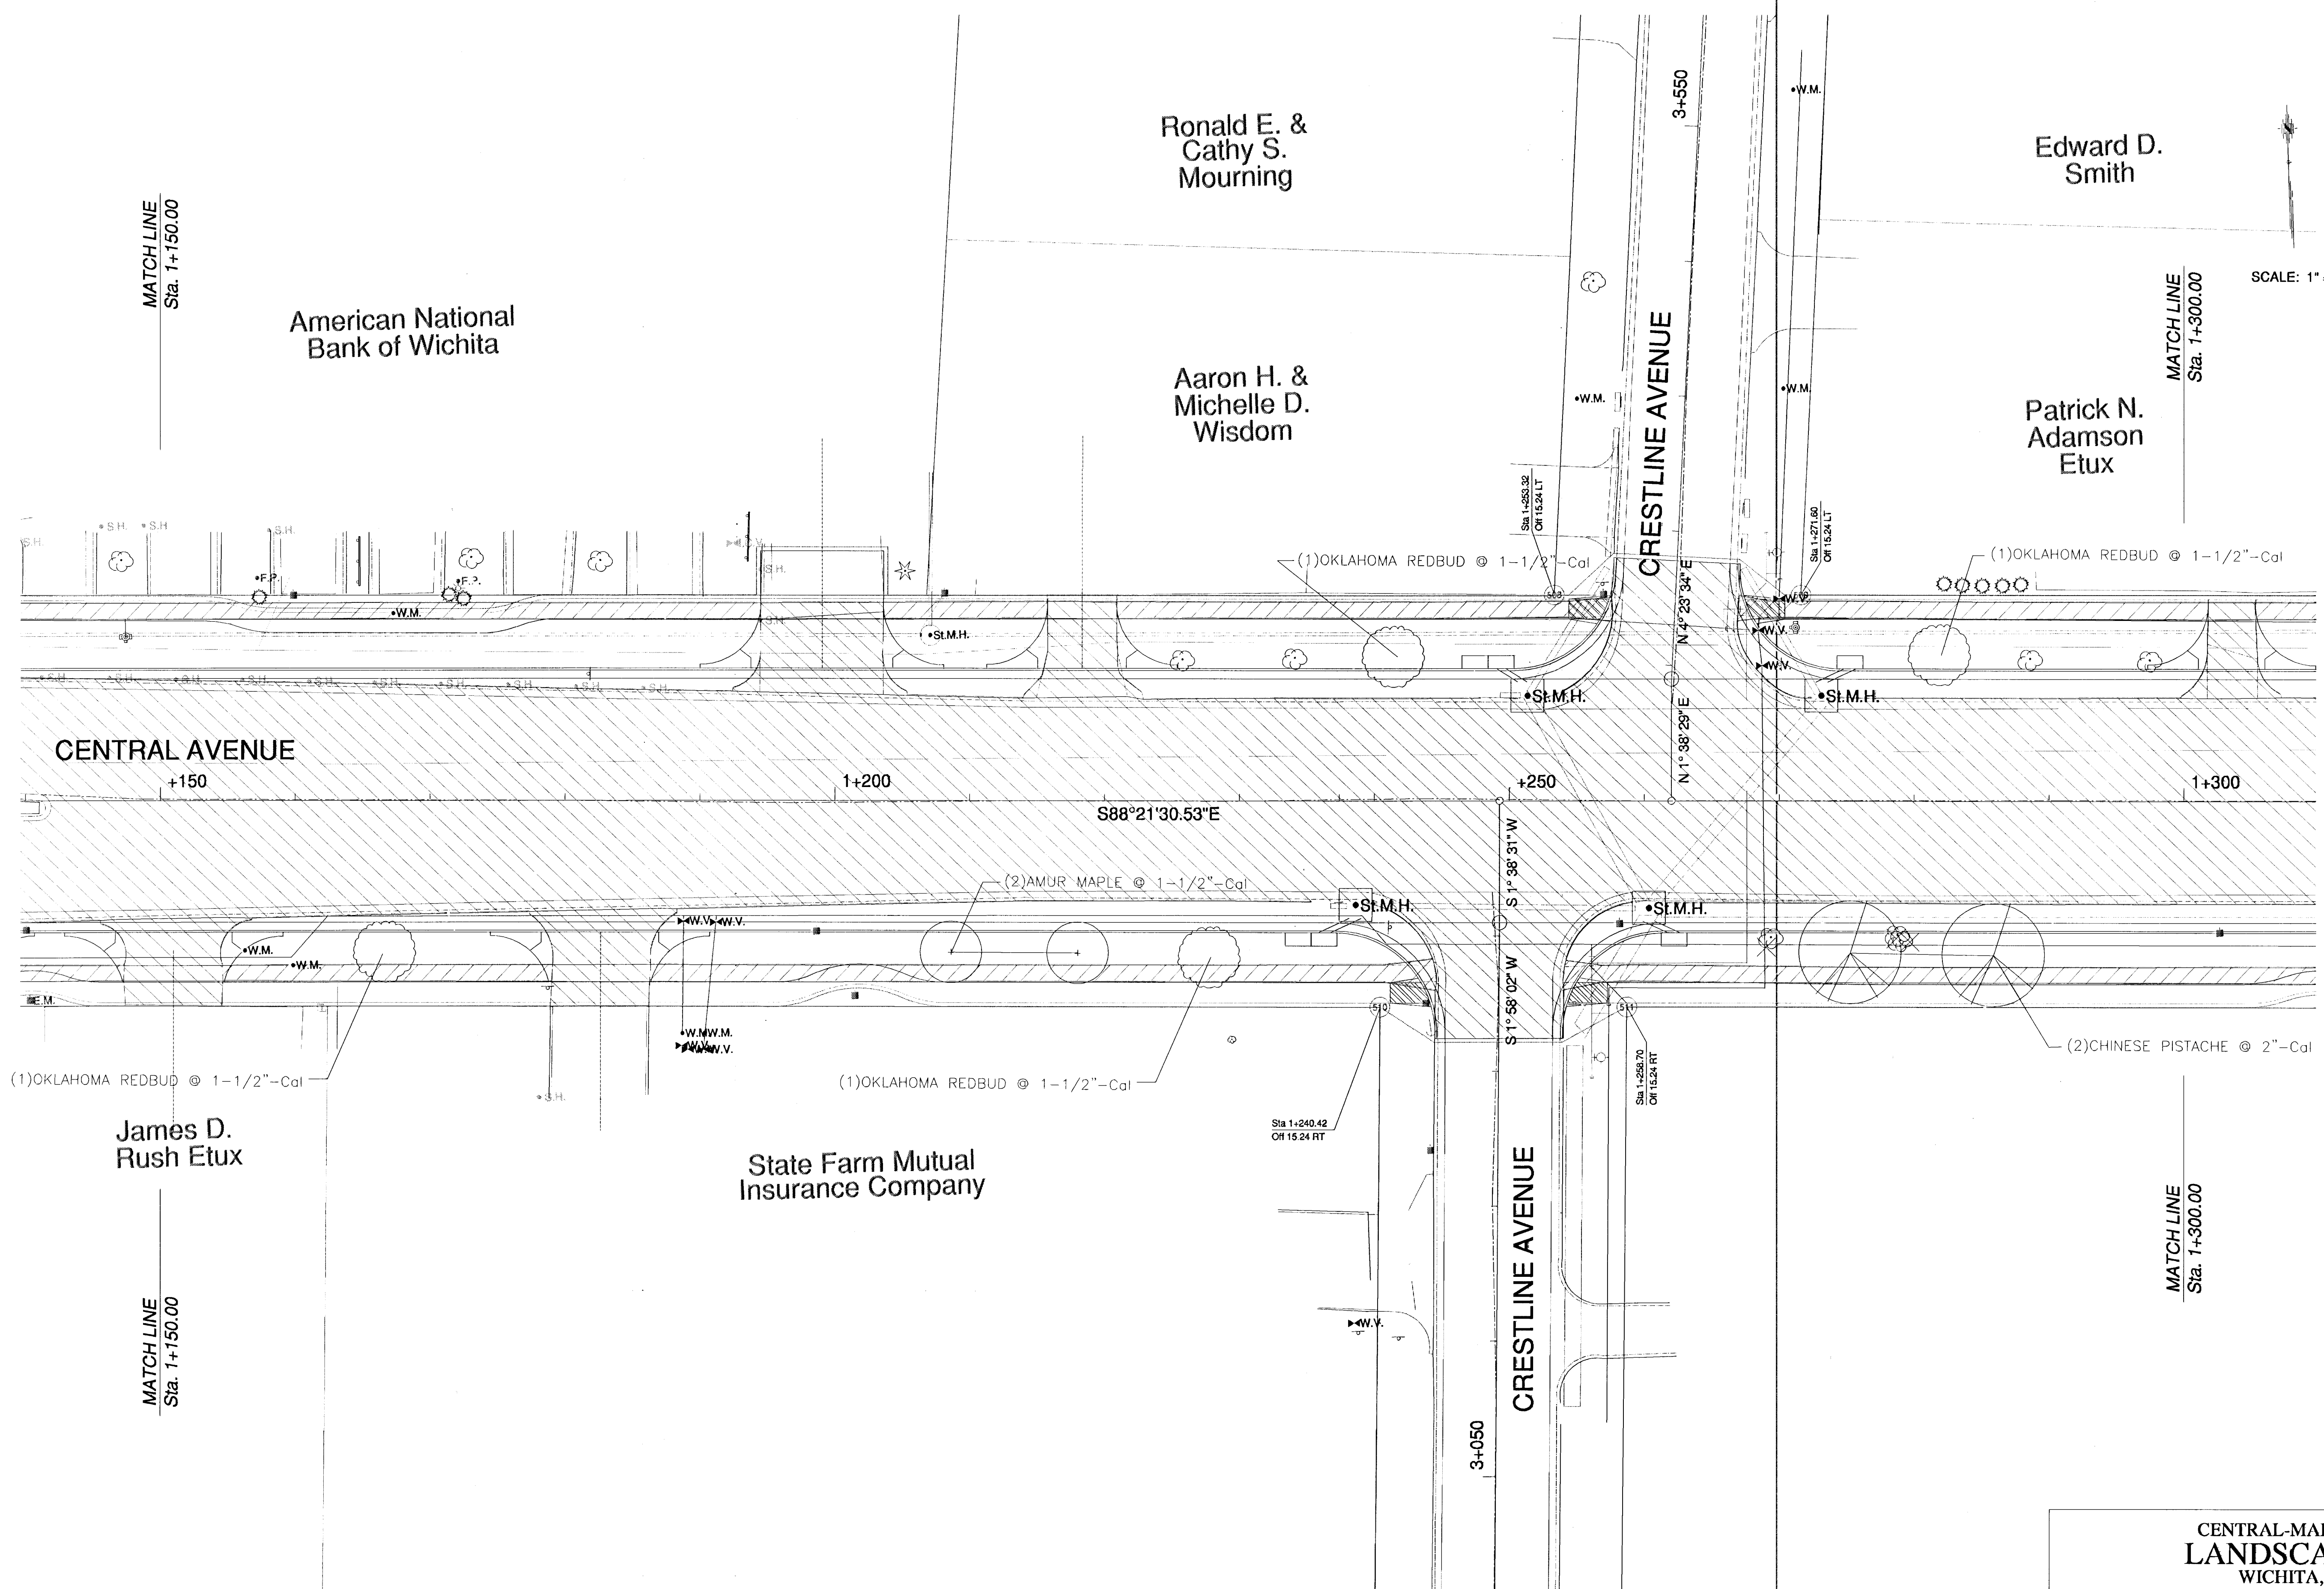 MATCH LINE
Sta. 1+150.00
American National
Bank of Wichita
Ronald E. &
Cathy S.
Mourning
Aaron H. &
Michelle D.
Wisdom
3+550
CRESTLINE AVENUE
W.M.
W.M.
W.M.
Edward D.
Smith
SCALE: 1"
MATCH LINE
Sta. 1+300.00
Patrick N.
Adamson
Etux
Sta 1+253.32
Off 15.24 LT
Sta 1+271.60
Off 15.24 LT
S.H.
S.H
S.H.
S.H.
S.H.
F.P.
F.P.
W.M.
St.M.H.
(1)OKLAHOMA REDBUD @ 1-1/2"-Cal
(1)OKLAHOMA REDBUD @ 1-1/2"-Cal
N 4° 23' 34" E
W.V.
W.V.
St.M.H.
St.M.H.
S.H.
S.H.
S.H.
S.H.
S.H.
S.H.
S.H.
S.H.
S.H.
S.H.
N 1° 38' 29" E
CENTRAL AVENUE
+150
1+200
+250
1+300
S88°21'30.53"E
S 1° 38' 31" W
(2)AMUR MAPLE @ 1-1/2"-Cal
St.M.H.
St.M.H.
W.V.
W.V.
W.M.
W.M.
E.M.
S 1° 58' 02" W
510
511
W.M.
W.M.
W.V.
(1)OKLAHOMA REDBUD @ 1-1/2"-Cal
(1)OKLAHOMA REDBUD @ 1-1/2"-Cal
(2)CHINESE PISTACHE @ 2"-Cal
S.H.
Sta 1+258.70
Off 15.24 RT
Sta 1+240.42
Off 15.24 RT
James D.
Rush Etux
State Farm Mutual
Insurance Company
CRESTLINE AVENUE
W.V.
3+050
MATCH LINE
Sta. 1+150.00
MATCH LINE
Sta. 1+300.00
CENTRAL-MA
LANDSCA
WICHITA,